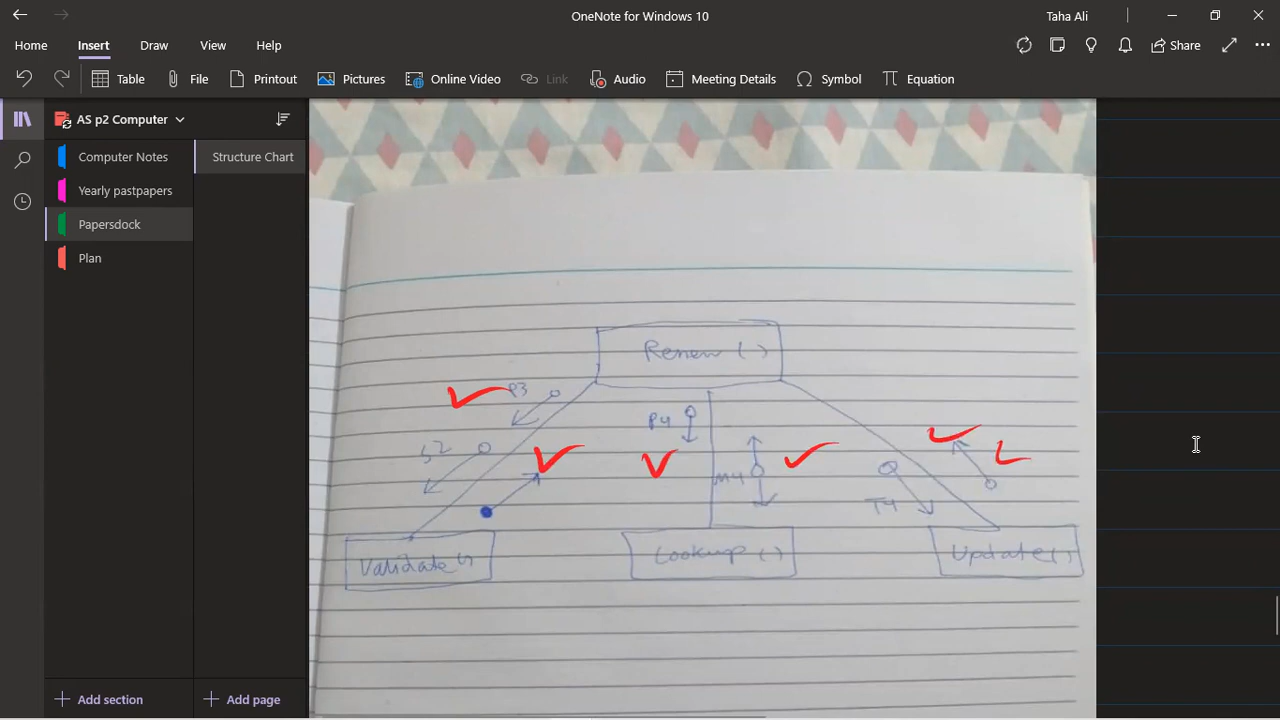 OneNote for Windows 10
Taha Ali
Home
Insert
Draw
View
Help
Share
Table
File
Printout
Pictures
Online Video
Link
Audio
Meeting Details
Symbol
Equation
AS p2 Computer
Structure Chart
Computer Notes
Yearly pastpapers
Papersdock
Plan
Renew ( )
P3
P4
S2
M4
T4
Validate ( )
Lookup ( )
Update ( )
Add section
Add page